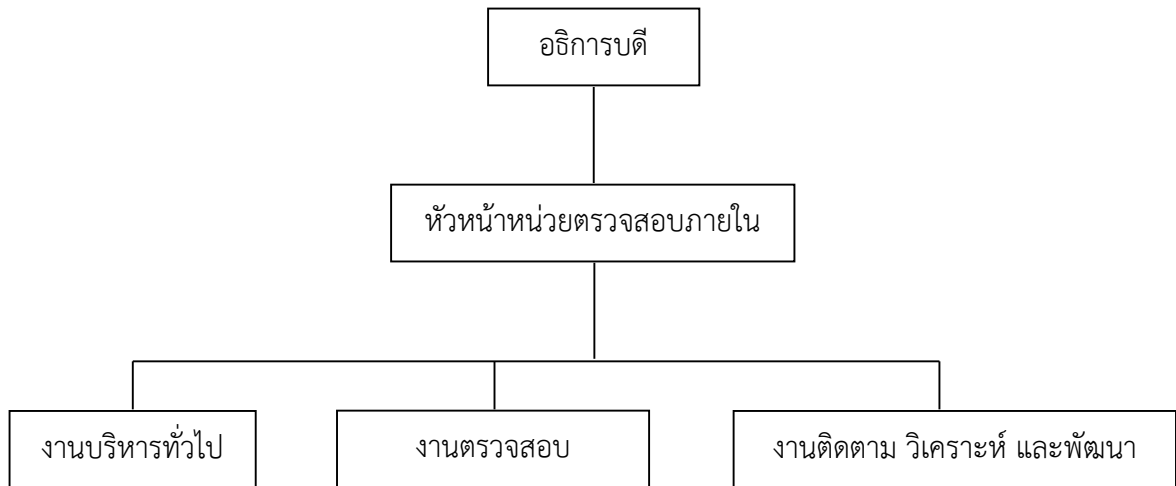 อธิการบดี
หัวหน้าหน่วยตรวจสอบภายใน
งานบริหารทั่วไป
งานตรวจสอบ
งานติดตาม วิเคราะห์ และพัฒนา